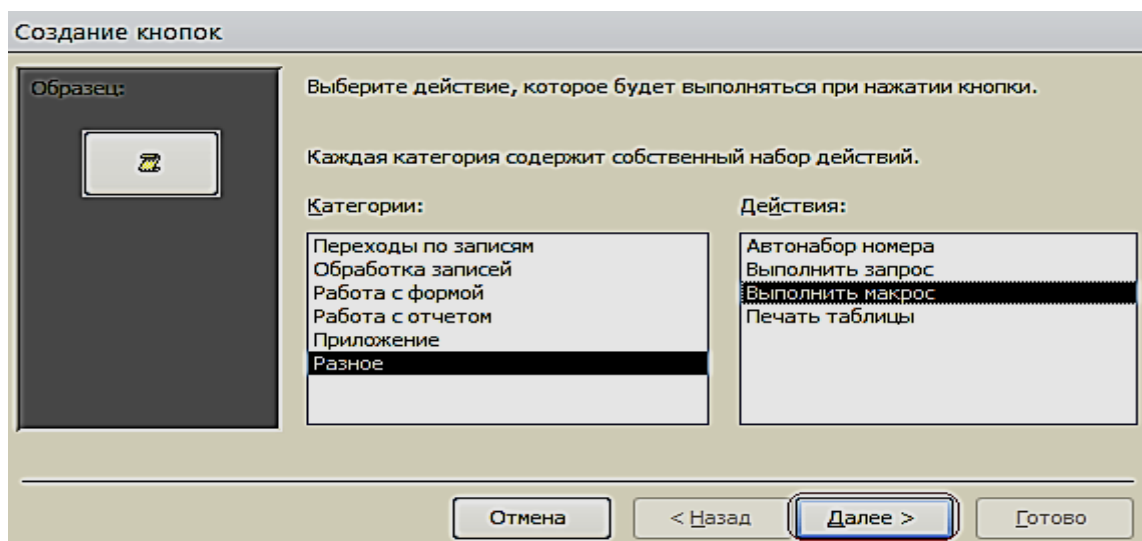 Создание кнопок
Образец:
Выберите действие, которое будет выполняться при нажатии кнопки.
Каждая категория содержит собственный набор действий.
Категории:
Переходы по записям
Обработка записей
Работа с формой
Работа с отчетом
Приложение
Разное
Действия:
Автонабор номера
Выполнить запрос
Выполнить макрос
Печать таблицы
Отмена
< Назад
Далее >
Готово